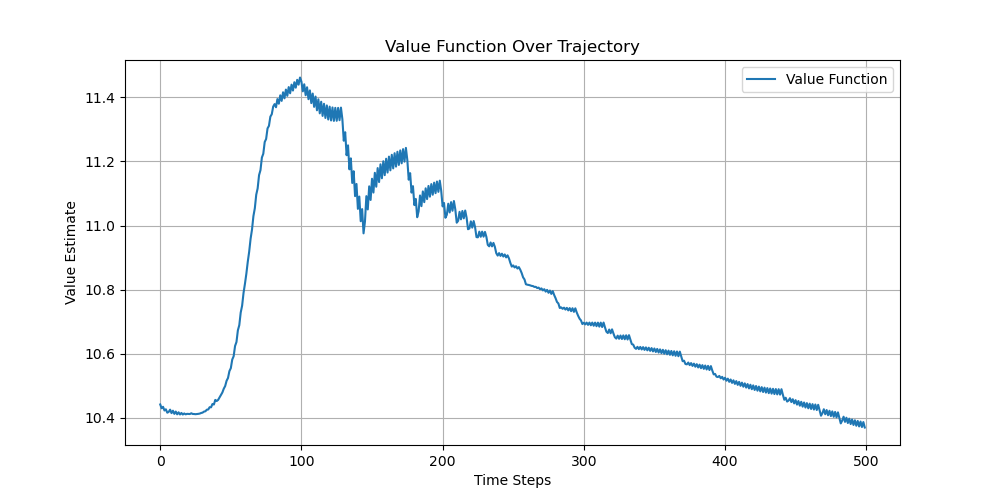 Value Function Over Trajectory
Value Function
11.4
11.2
11.0
10.8
10.6
10.4
Value Estimate
0 100 200 300 400 500
Time Steps